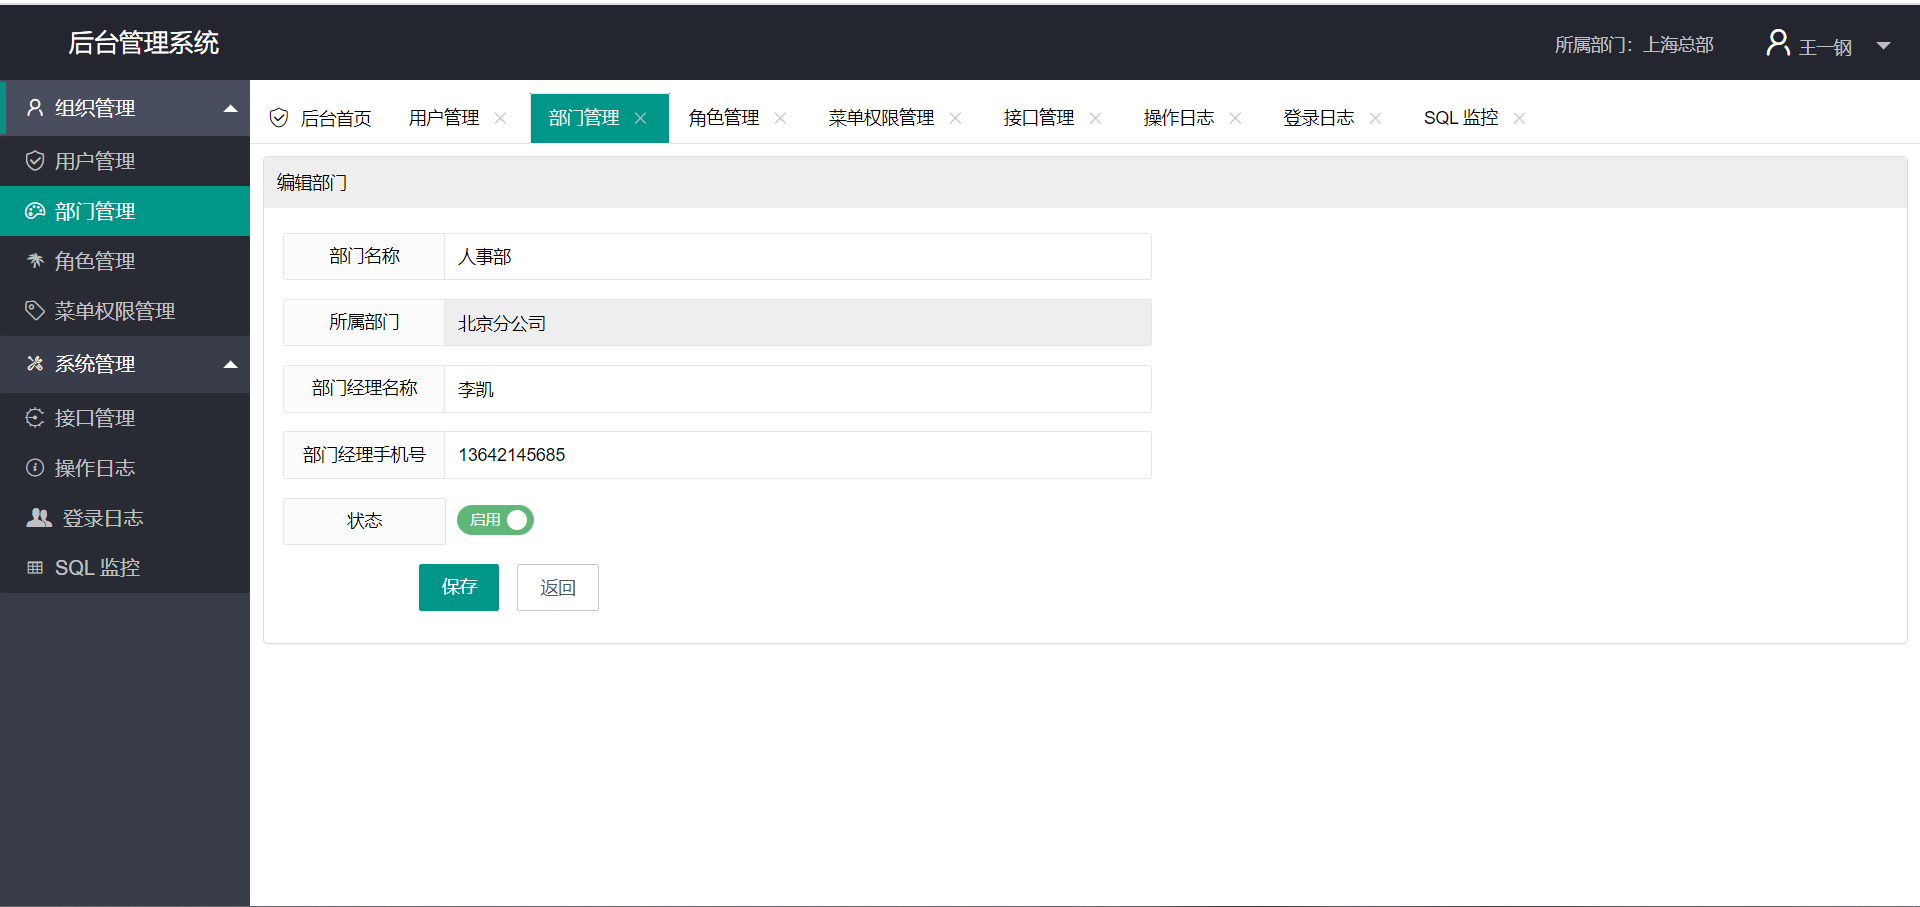 后台管理系统
所属部门：上海总部
王一钢
组织管理
用户管理
部门管理
角色管理
菜单权限管理
系统管理
接口管理
操作日志
登录日志
SQL 监控
后台首页 用户管理 部门管理 角色管理 菜单权限管理 接口管理 操作日志 登录日志 SQL 监控
编辑部门
部门名称 人事部
所属部门 北京分公司
部门经理名称 李凯
部门经理手机号 13642145685
状态 启用
保存 返回